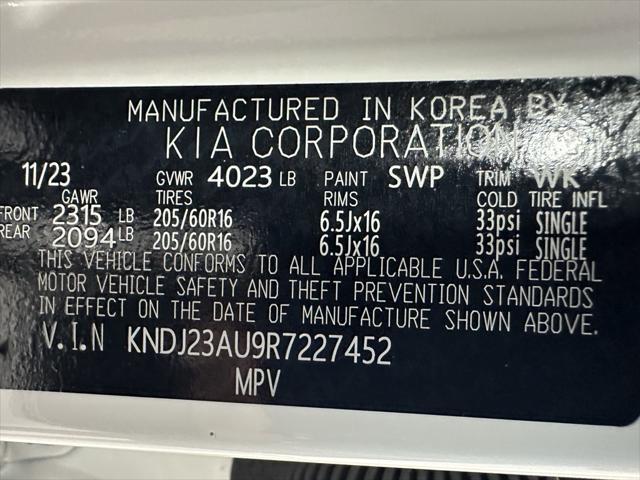 MANUFACTURED IN KOREA BY
KIA CORPORATION
11/23 GVWR 4023 LB PAINT SWP TRIM WK
GAWR TIRES RIMS COLD TIRE INFL
FRONT 2315 LB 205/60R16 6.5Jx16 33psi SINGLE
REAR 2094 LB 205/60R16 6.5Jx16 33psi SINGLE
THIS VEHICLE CONFORMS TO ALL APPLICABLE U.S.A. FEDERAL
MOTOR VEHICLE SAFETY AND THEFT PREVENTION STANDARDS
IN EFFECT ON THE DATE OF MANUFACTURE SHOWN ABOVE.
V.I.N KNDJ23AU9R7227452
MPV